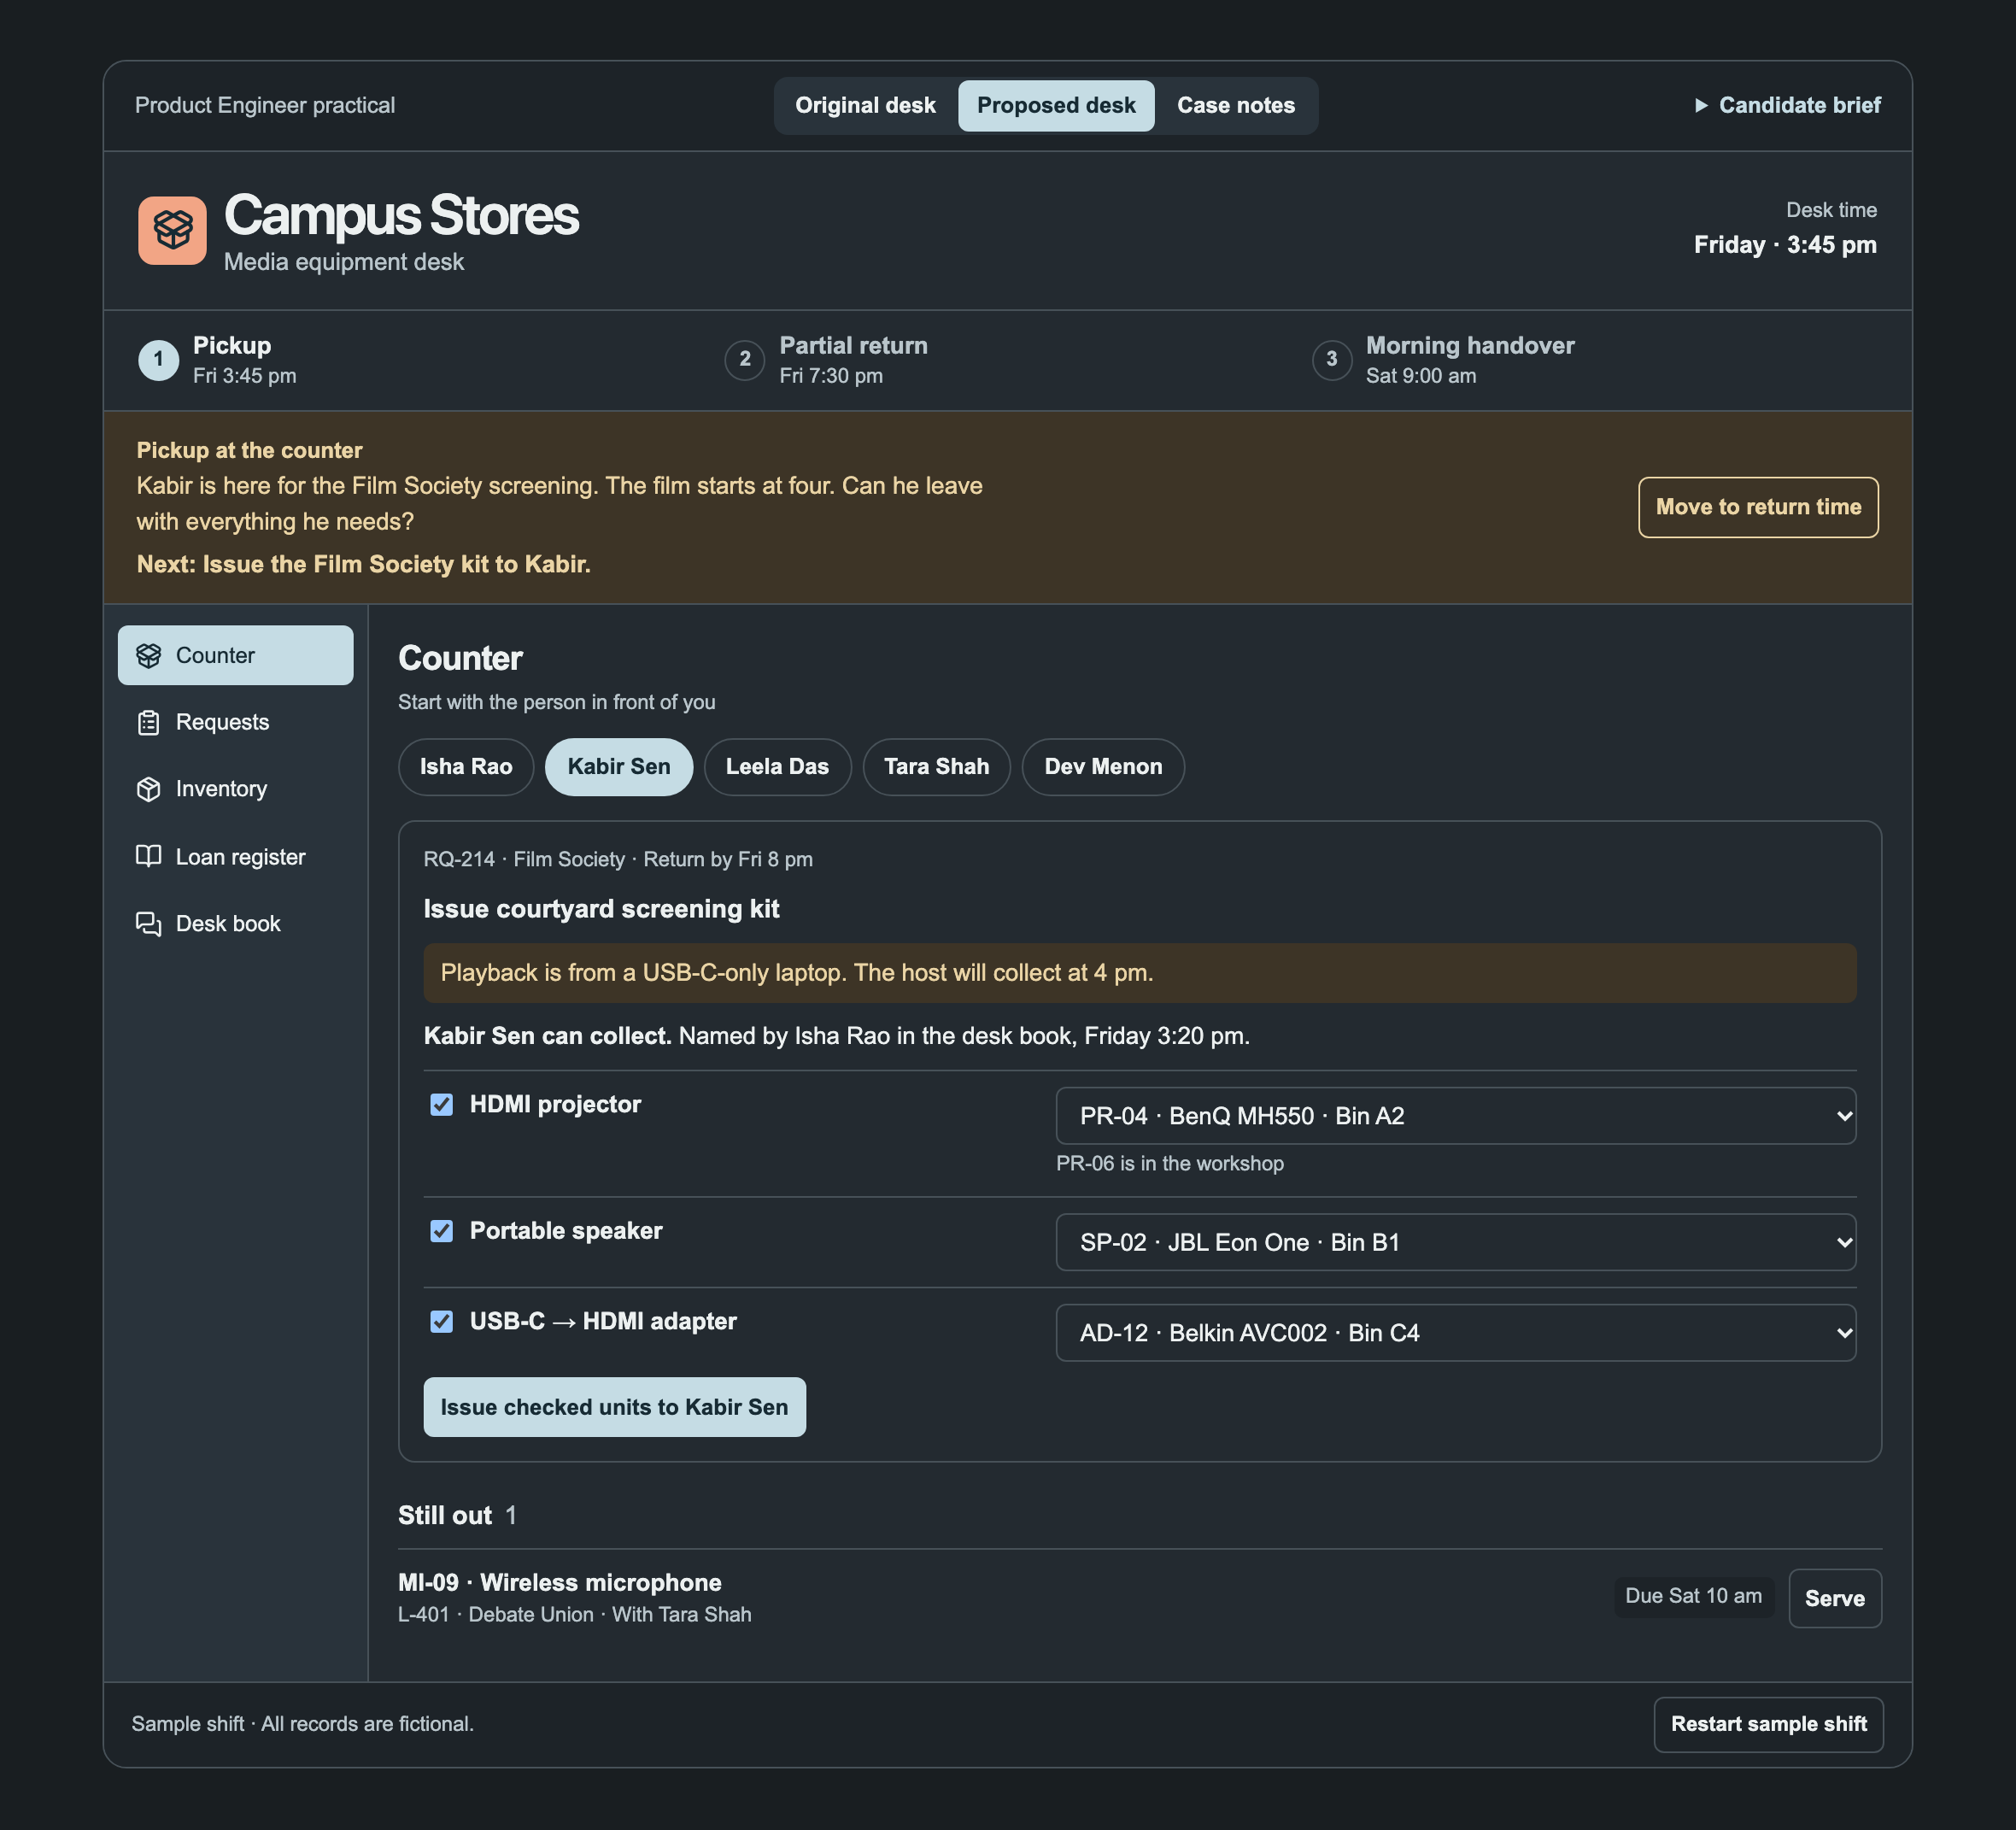 Product Engineer practical
Original desk
Proposed desk
Case notes
▶ Candidate brief
Campus Stores
Media equipment desk
Desk time
Friday · 3:45 pm
1
Pickup
Fri 3:45 pm
2
Partial return
Fri 7:30 pm
3
Morning handover
Sat 9:00 am
Pickup at the counter
Kabir is here for the Film Society screening. The film starts at four. Can he leave
with everything he needs?
Next: Issue the Film Society kit to Kabir.
Move to return time
Counter
Requests
Inventory
Loan register
Desk book
Counter
Start with the person in front of you
Isha Rao
Kabir Sen
Leela Das
Tara Shah
Dev Menon
RQ-214 · Film Society · Return by Fri 8 pm
Issue courtyard screening kit
Playback is from a USB-C-only laptop. The host will collect at 4 pm.
Kabir Sen can collect. Named by Isha Rao in the desk book, Friday 3:20 pm.
HDMI projector
PR-04 · BenQ MH550 · Bin A2
PR-06 is in the workshop
Portable speaker
SP-02 · JBL Eon One · Bin B1
USB-C → HDMI adapter
AD-12 · Belkin AVC002 · Bin C4
Issue checked units to Kabir Sen
Still out 1
MI-09 · Wireless microphone
L-401 · Debate Union · With Tara Shah
Due Sat 10 am
Serve
Sample shift · All records are fictional.
Restart sample shift